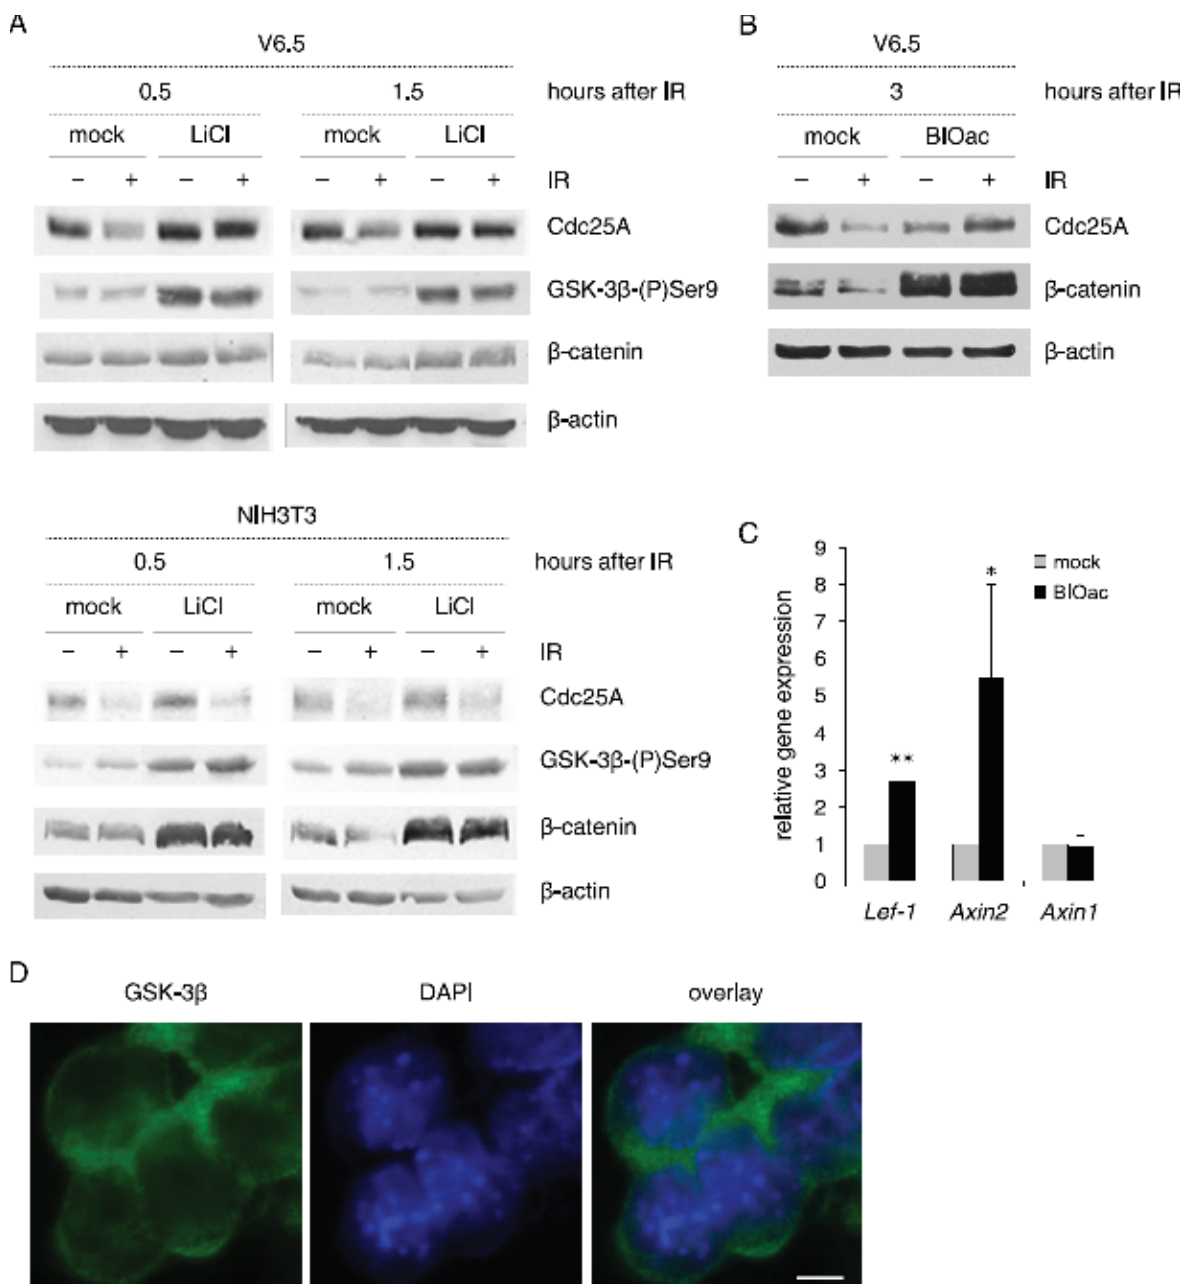 A
V6.5
0.5 1.5 hours after IR
mock LiCl mock LiCl
– + – + – + – + IR
Cdc25A
GSK-3β-(P)Ser9
β-catenin
β-actin
NIH3T3
0.5 1.5 hours after IR
mock LiCl mock LiCl
– + – + – + – + IR
Cdc25A
GSK-3β-(P)Ser9
β-catenin
β-actin
B
V6.5
3 hours after IR
mock BIOac
– + – + IR
Cdc25A
β-catenin
β-actin
C
relative gene expression
9
8
7
6
5
4
3
2
1
0
mock
BIOac
**
*
–
Lef-1 Axin2 Axin1
D
GSK-3β DAPI overlay